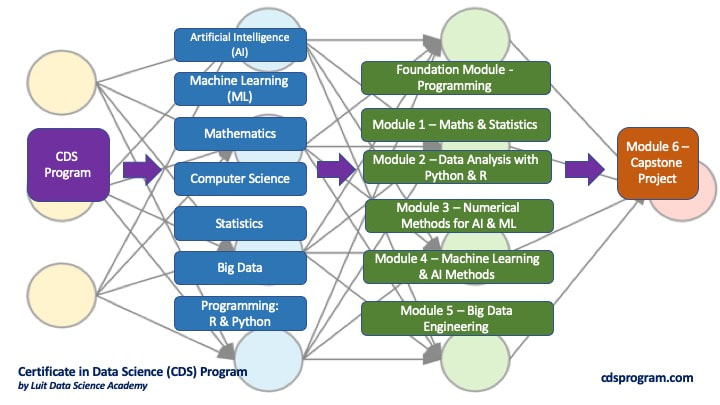 CDS
Program
Artificial Intelligence
(AI)
Machine Learning
(ML)
Mathematics
Computer Science
Statistics
Big Data
Programming:
R & Python
Foundation Module -
Programming
Module 1 – Maths & Statistics
Module 2 – Data Analysis with
Python & R
Module 3 – Numerical
Methods for AI & ML
Module 4 – Machine Learning
& AI Methods
Module 5 – Big Data
Engineering
Module 6 –
Capstone
Project
Certificate in Data Science (CDS) Program
by Luit Data Science Academy
cdsprogram.com